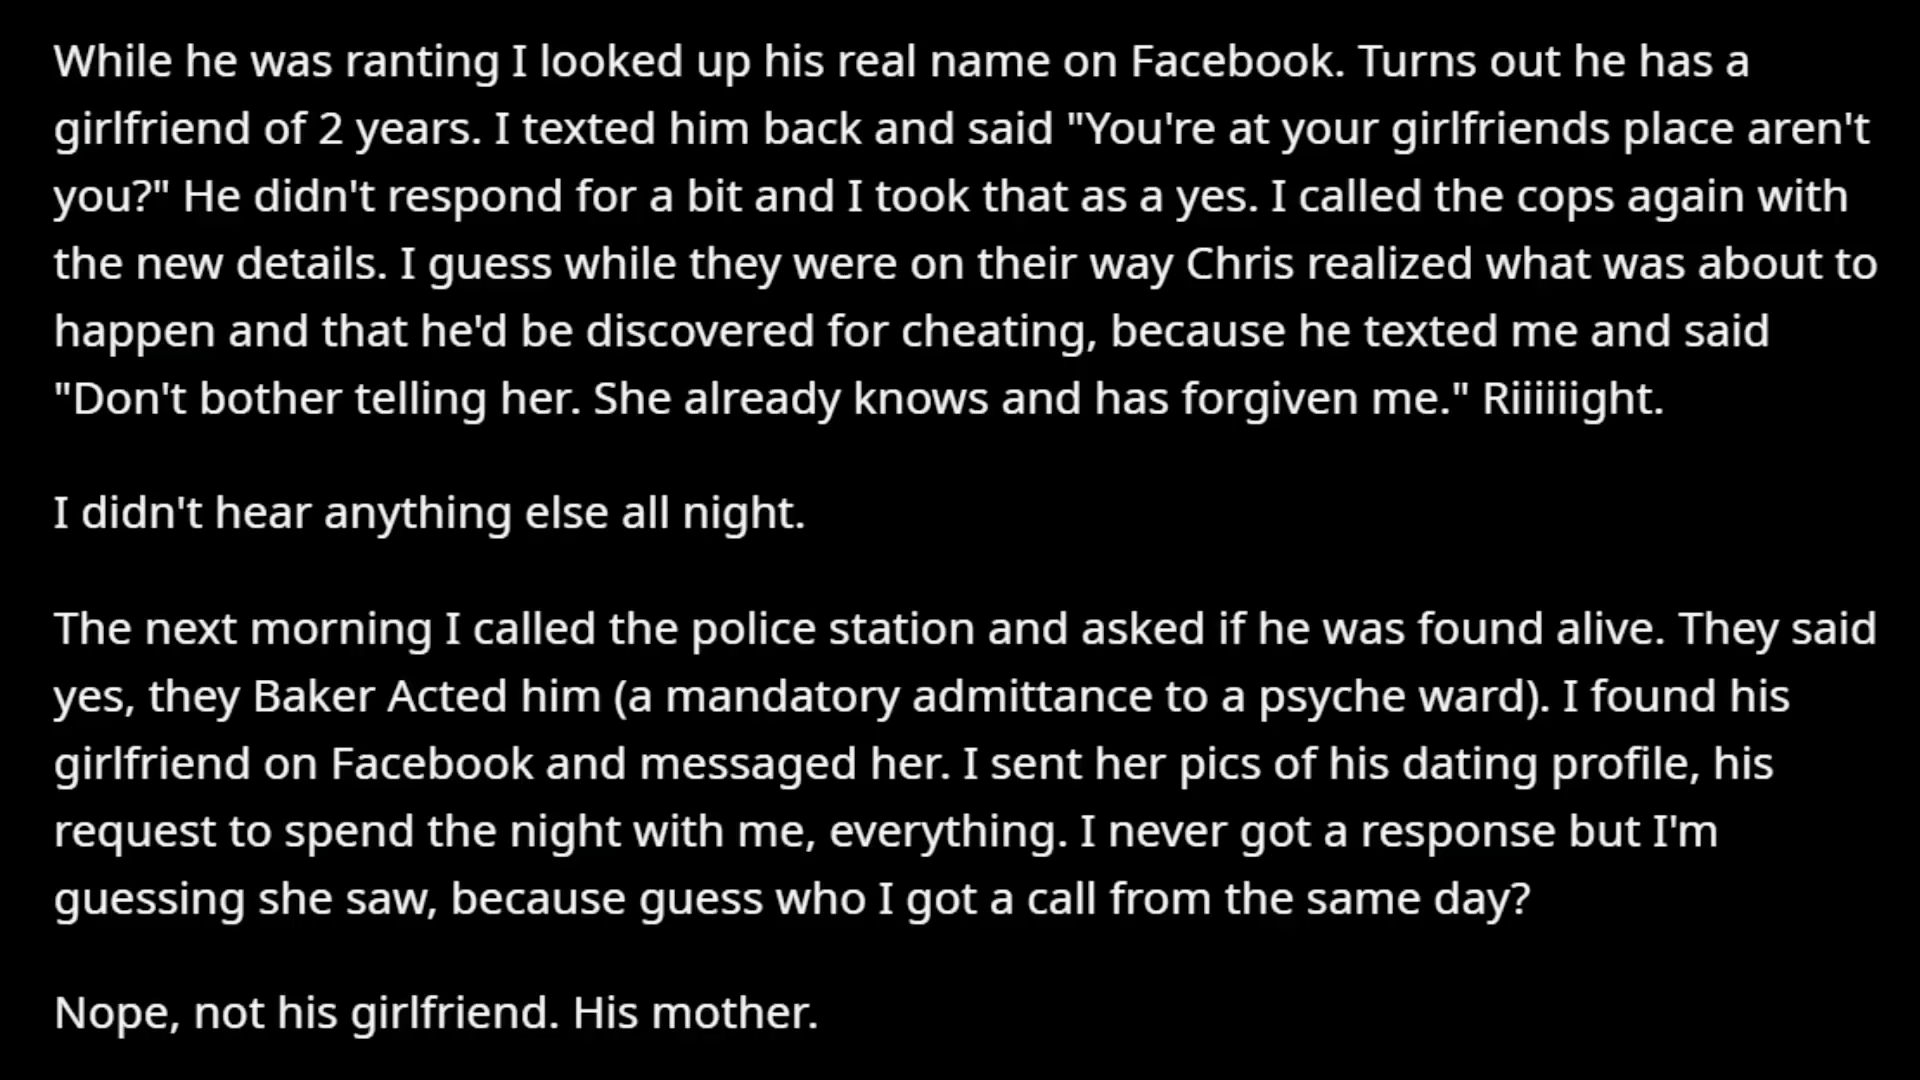 While he was ranting I looked up his real name on Facebook. Turns out he has a
girlfriend of 2 years. I texted him back and said "You're at your girlfriends place aren't
you?" He didn't respond for a bit and I took that as a yes. I called the cops again with
the new details. I guess while they were on their way Chris realized what was about to
happen and that he'd be discovered for cheating, because he texted me and said
"Don't bother telling her. She already knows and has forgiven me." Riiiiiight.
I didn't hear anything else all night.
The next morning I called the police station and asked if he was found alive. They said
yes, they Baker Acted him (a mandatory admittance to a psyche ward). I found his
girlfriend on Facebook and messaged her. I sent her pics of his dating profile, his
request to spend the night with me, everything. I never got a response but I'm
guessing she saw, because guess who I got a call from the same day?
Nope, not his girlfriend. His mother.